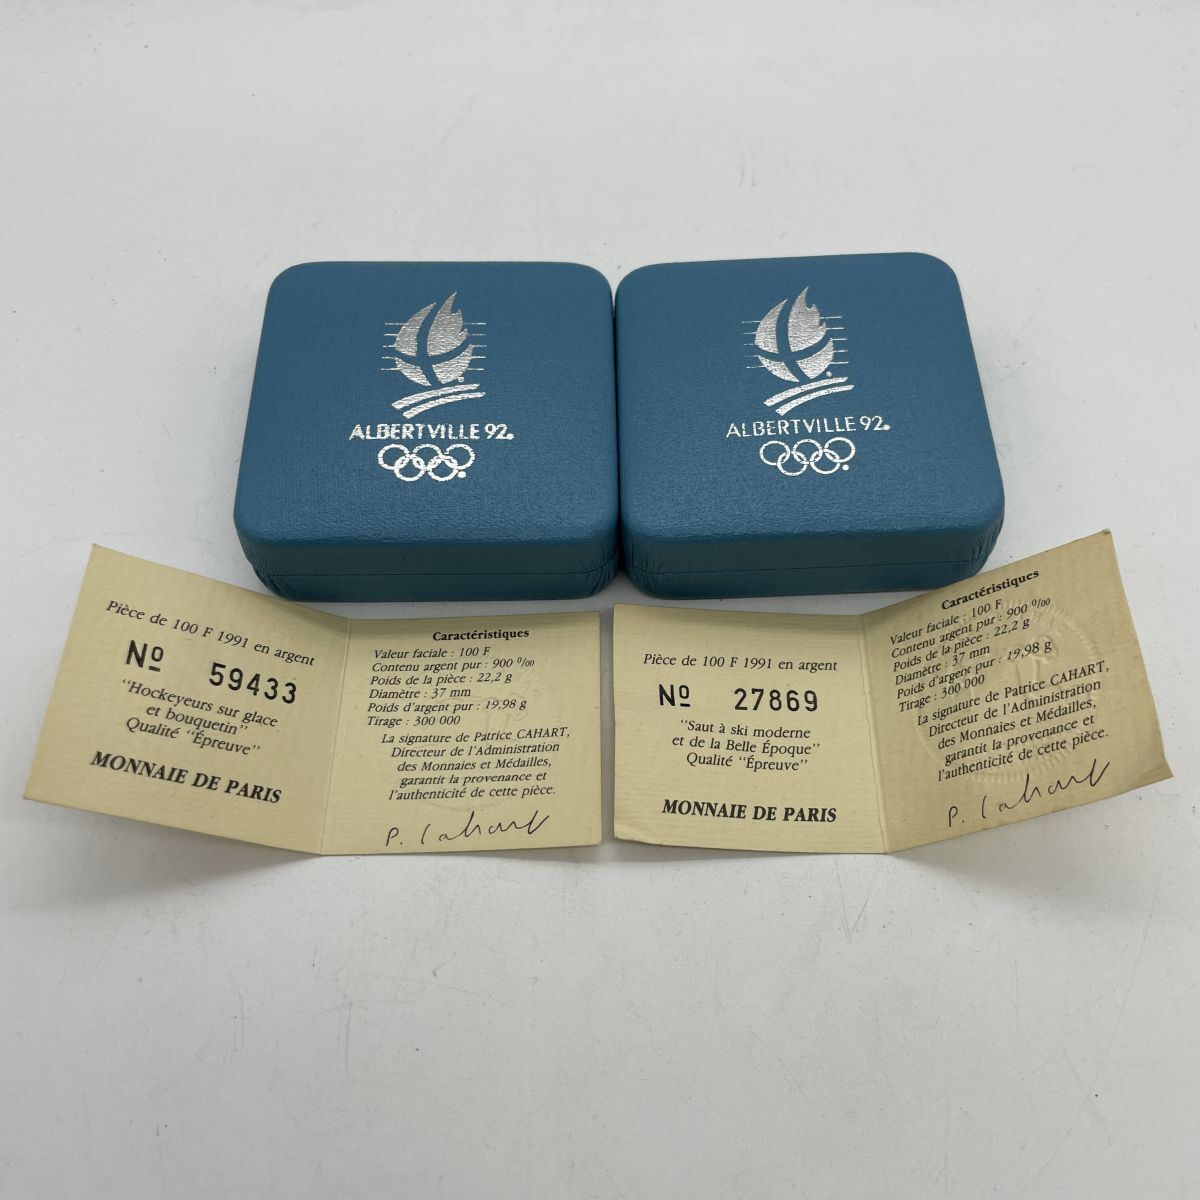 ALBERTVILLE 92.
ALBERTVILLE 92.
Pièce de 100 F 1991 en argent
Nº 59433
"Hockeyeurs sur glace
et bouquetin"
Qualité "Épreuve"
MONNAIE DE PARIS
Caractéristiques
Valeur faciale : 100 F
Contenu argent pur : 900 0/00
Poids de la pièce : 22,2 g
Diamètre : 37 mm
Poids d'argent pur : 19,98 g
Tirage : 300 000
La signature de Patrice CAHART,
Directeur de l'Administration
des Monnaies et Médailles,
garantit la provenance et
l'authenticité de cette pièce.
P. Cahart
Pièce de 100 F 1991 en argent
Nº 27869
"Saut à ski moderne
et de la Belle Époque"
Qualité "Épreuve"
MONNAIE DE PARIS
Caractéristiques
Valeur faciale : 100 F
Contenu argent pur : 900 0/00
Poids de la pièce : 22,2 g
Diamètre : 37 mm
Poids d'argent pur : 19,98 g
Tirage : 300 000
La signature de Patrice CAHART,
Directeur de l'Administration
des Monnaies et Médailles,
garantit la provenance et
l'authenticité de cette pièce.
P. Cahart